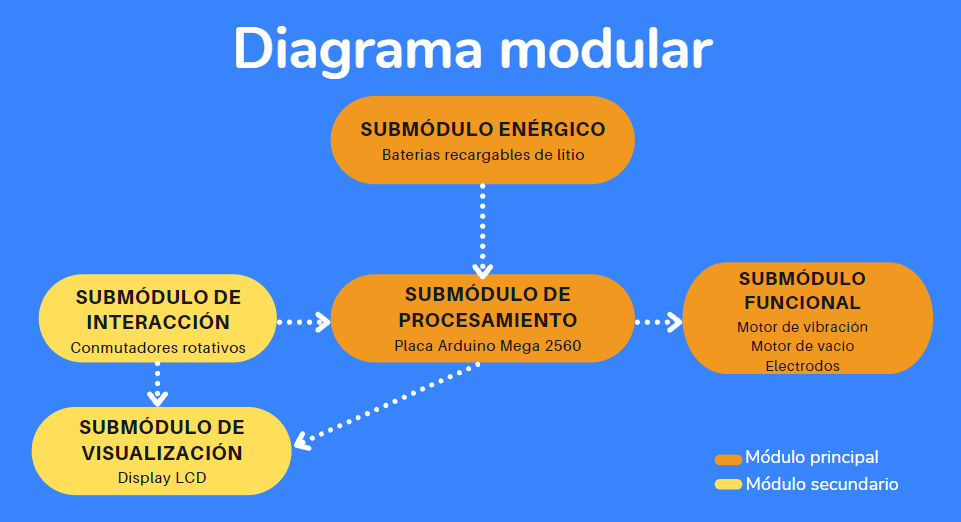 Diagrama modular
SUBMÓDULO ENÉRGICO
Baterias recargables de litio
SUBMÓDULO DE
INTERACCIÓN
Conmutadores rotativos
SUBMÓDULO DE
PROCESAMIENTO
Placa Arduino Mega 2560
SUBMÓDULO
FUNCIONAL
Motor de vibración
Motor de vacío
Electrodos
SUBMÓDULO DE
VISUALIZACIÓN
Display LCD
Módulo principal
Módulo secundario